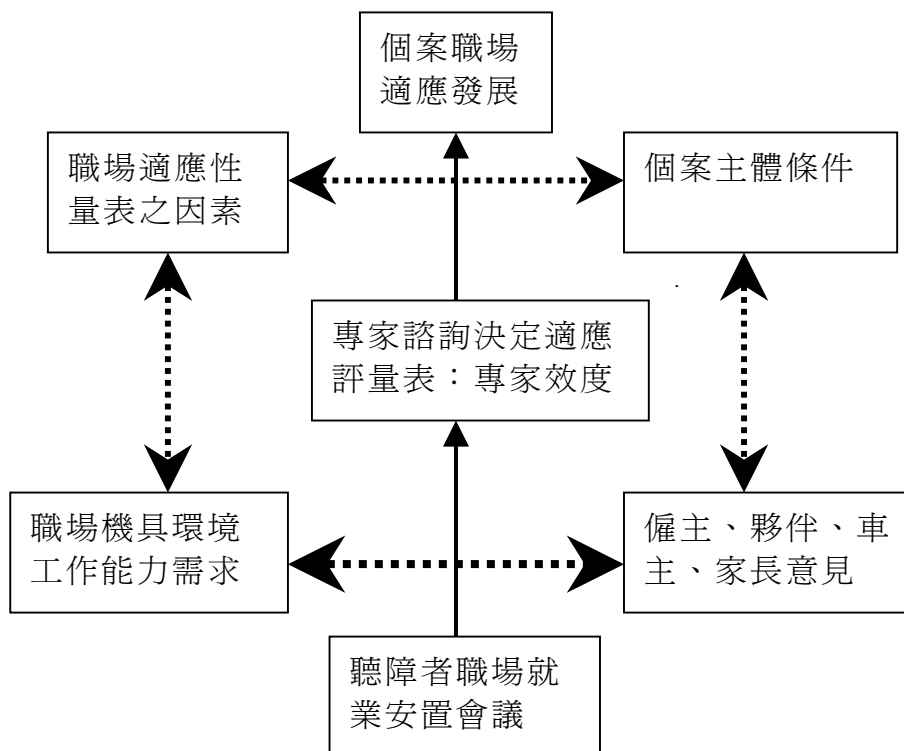 個案職場
適應發展
職場適應性
量表之因素
個案主體條件
專家諮詢決定適應
評量表：專家效度
職場機具環境
工作能力需求
僱主、夥伴、車
主、家長意見
聽障者職場就
業安置會議